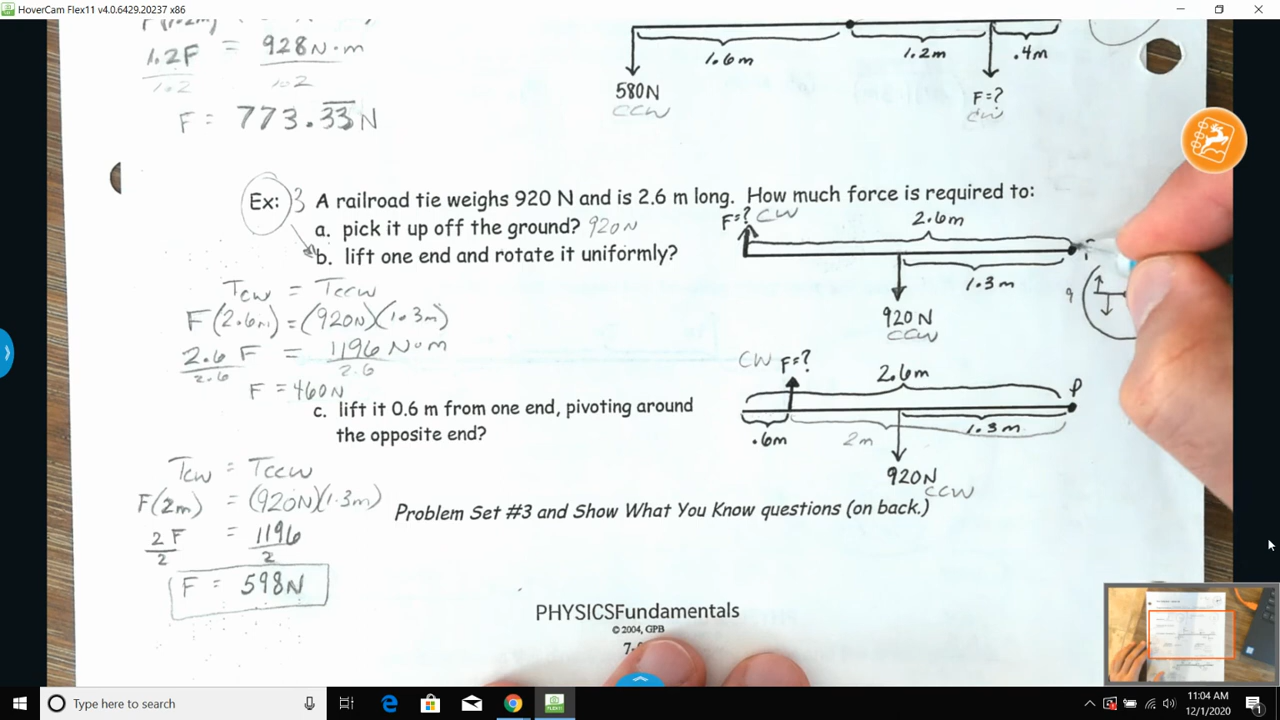 HoverCam Flex11 v4.0.6429.20237 x86
1.2F = 928N·m
1.2 1.2
F = 773.33 N
1.6m
1.2m
.4m
580N
CCW
F=?
CW
Ex: 3 A railroad tie weighs 920 N and is 2.6 m long. How much force is required to:
a. pick it up off the ground? 920N
b. lift one end and rotate it uniformly?
F=? CW
2.6m
1.3m
920N
CCW
Tcw = Tccw
F(2.6m) = (920N)(1.3m)
2.6 F = 1196 N·m
2.6 2.6
F = 460N
c. lift it 0.6 m from one end, pivoting around
the opposite end?
CW F=?
2.6m
P
.6m
2m
1.3m
920N
CCW
Tcw = Tccw
F(2m) = (920N)(1.3m)
2F = 1196
2 2
F = 598N
Problem Set #3 and Show What You Know questions (on back.)
PHYSICSFundamentals
© 2004, GPB
Type here to search
11:04 AM
12/1/2020